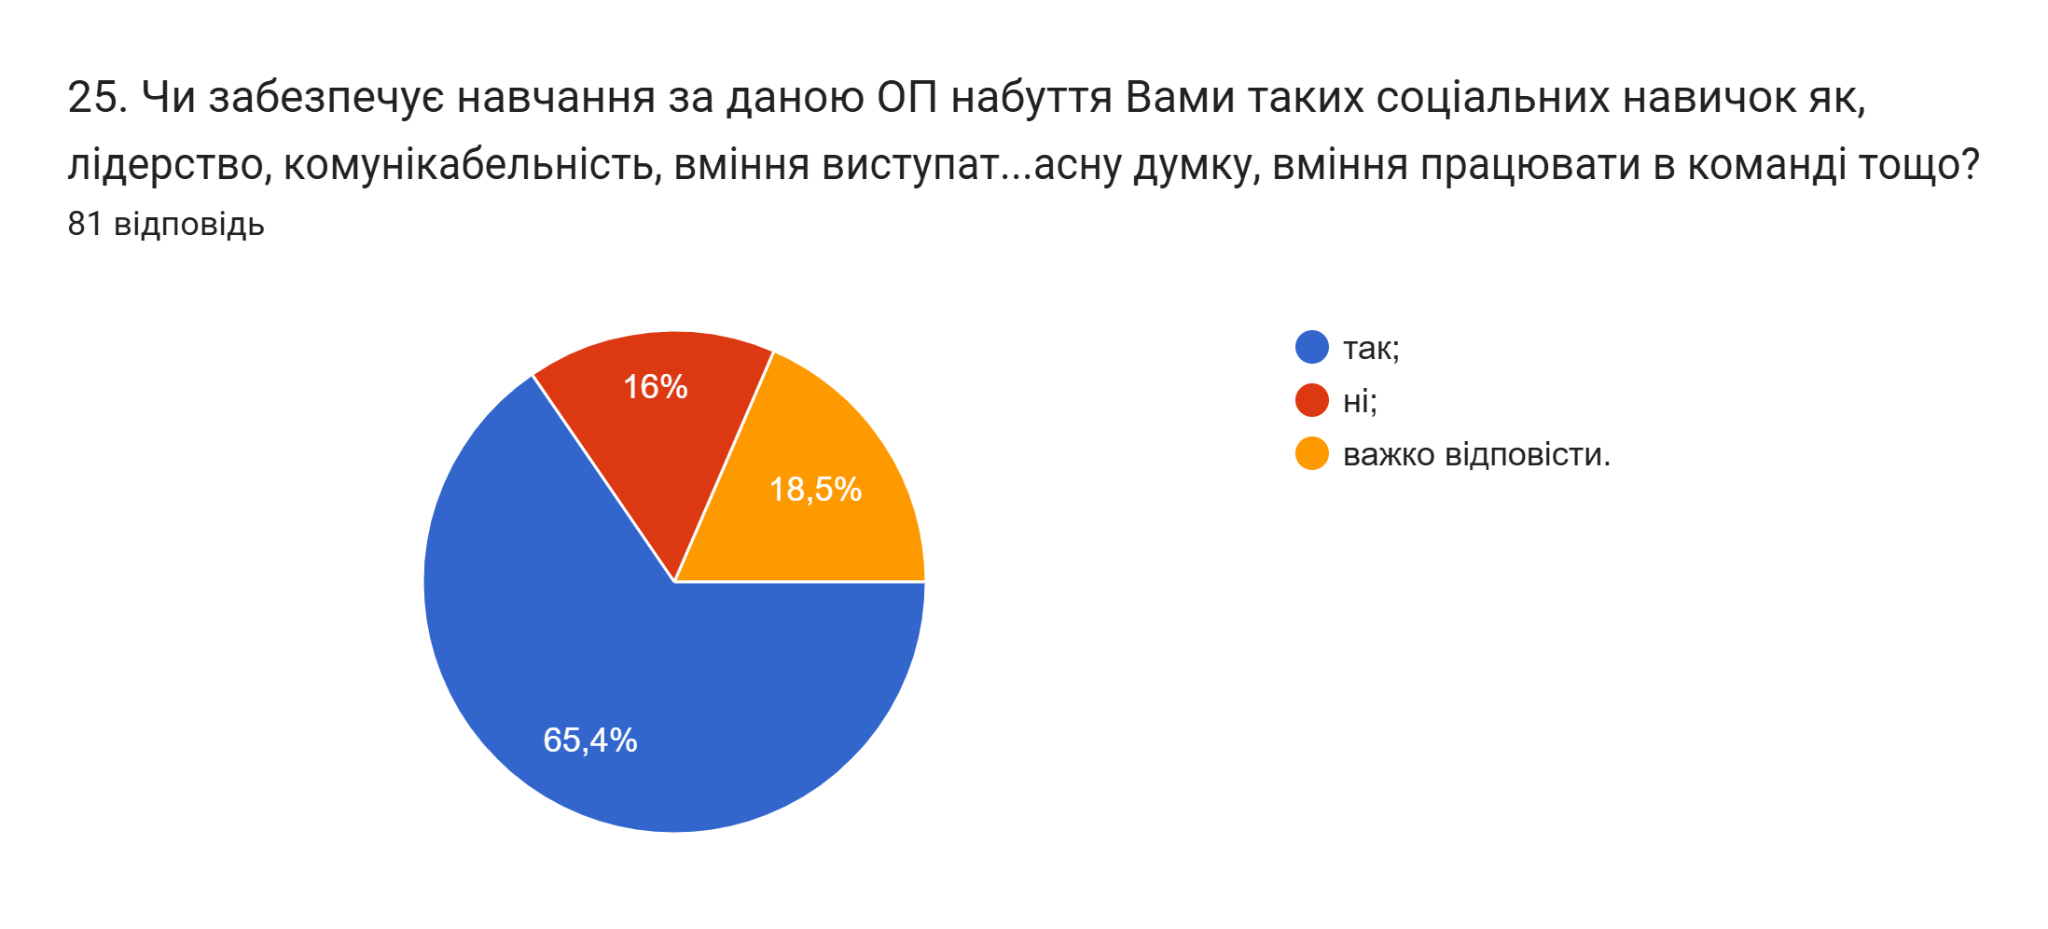 25. Чи забезпечує навчання за даною ОП набуття Вами таких соціальних навичок як,
лідерство, комунікабельність, вміння виступат...асну думку, вміння працювати в команді тощо?
81 відповідь
так;
ні;
важко відповісти.
16%
18,5%
65,4%